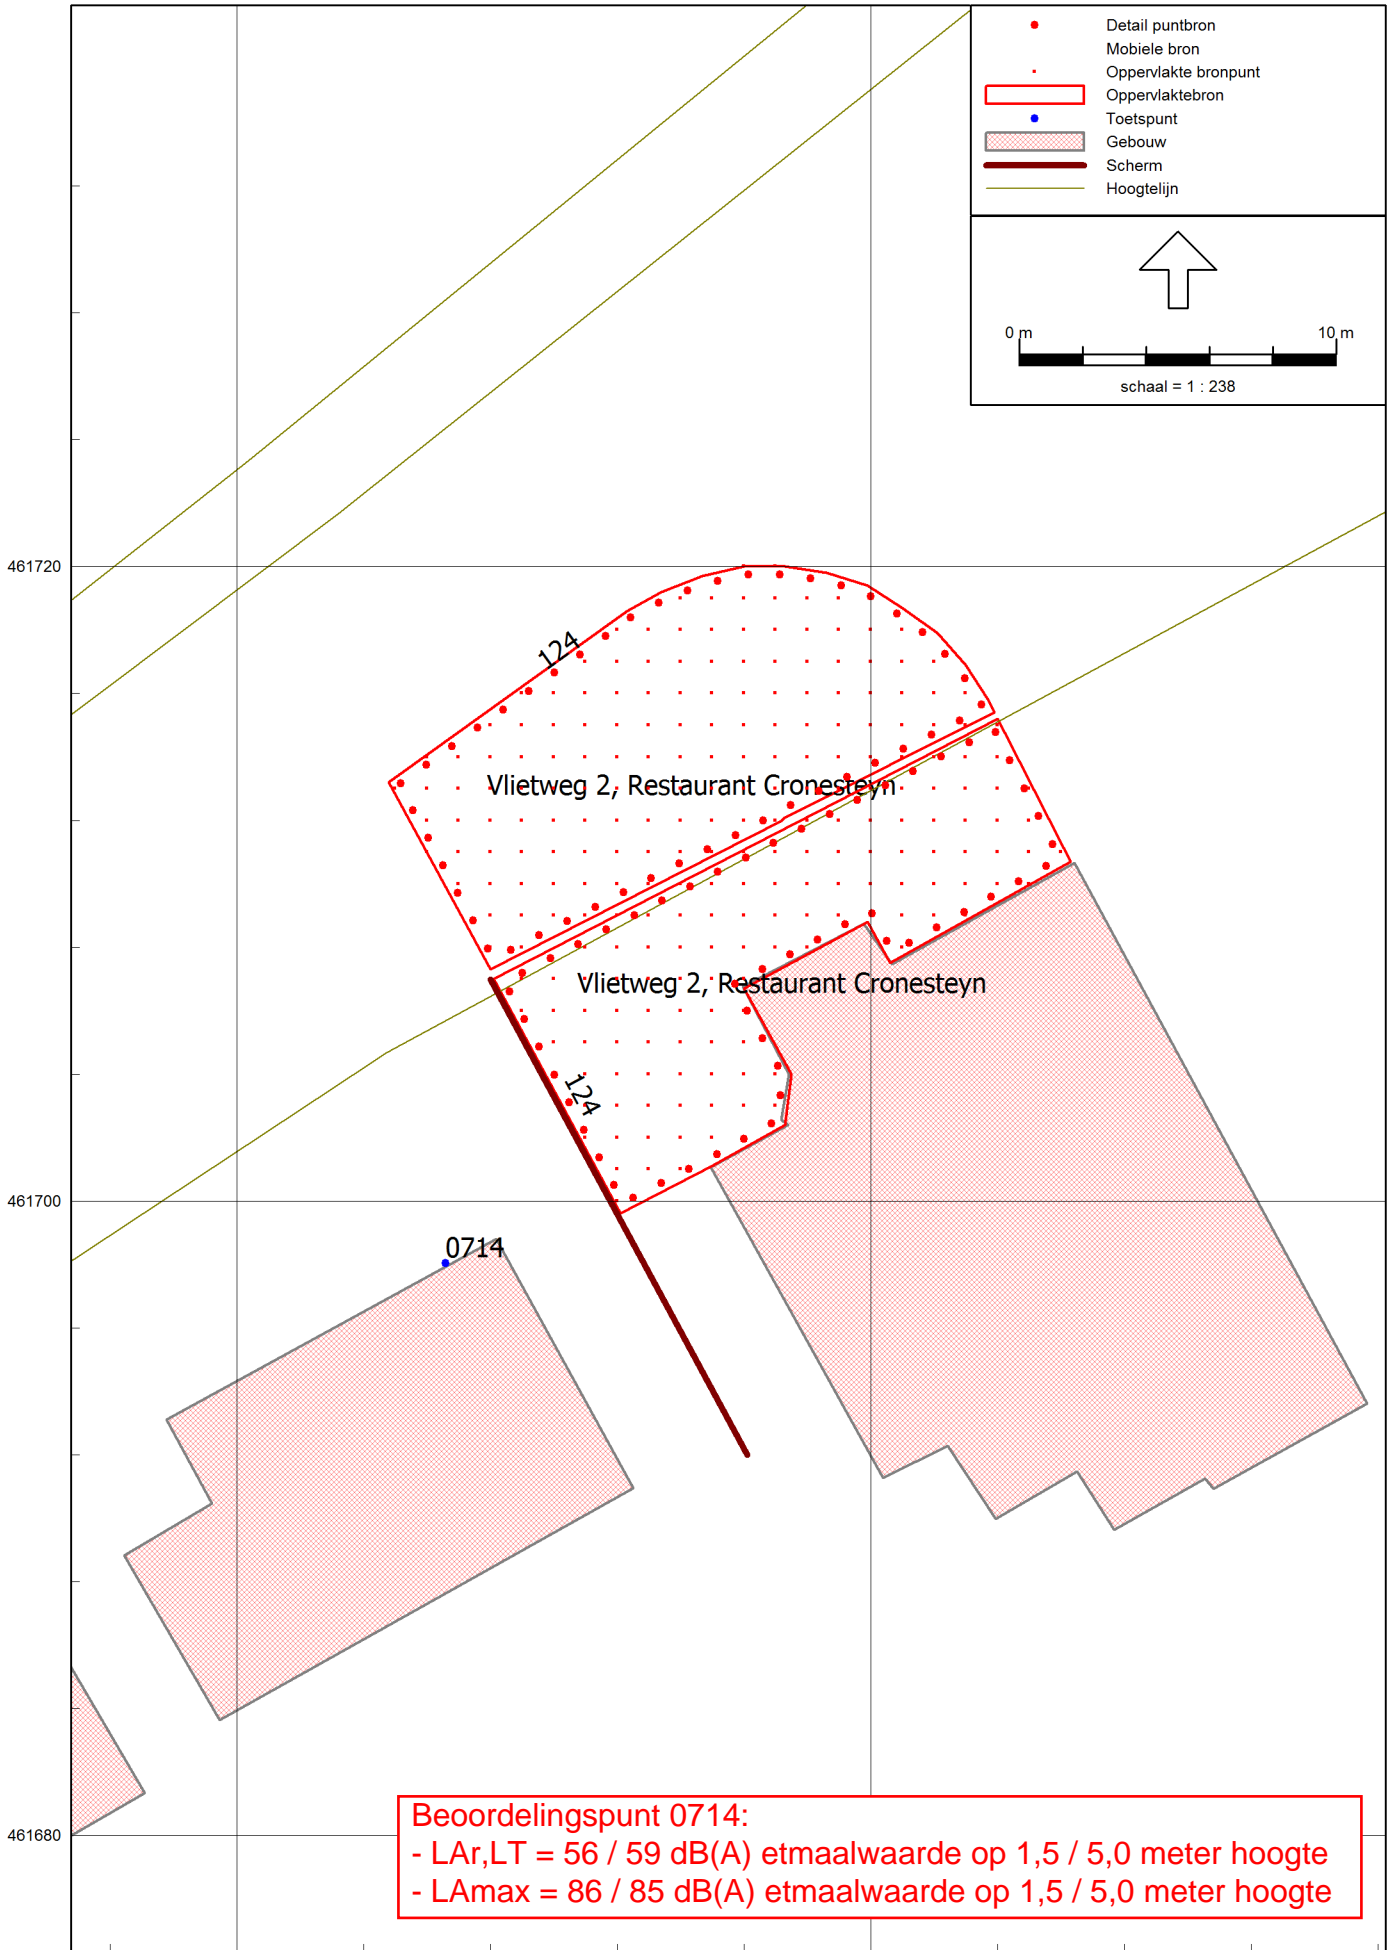 Detail puntbron
Mobiele bron
Oppervlakte bronpunt
Oppervlaktebron
Toetspunt
Gebouw
Scherm
Hoogtelijn
0 m 10 m
schaal = 1 : 238
461720
124
Vlietweg 2, Restaurant Cronesteyn
Vlietweg 2, Restaurant Cronesteyn
124
461700
0714
461680
Beoordelingspunt 0714:
- LAr,LT = 56 / 59 dB(A) etmaalwaarde op 1,5 / 5,0 meter hoogte
- LAmax = 86 / 85 dB(A) etmaalwaarde op 1,5 / 5,0 meter hoogte